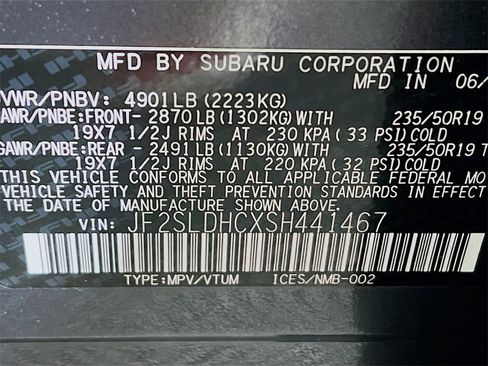 MFD BY SUBARU CORPORATION
MFD IN 06/
VWR/PNBV: 4901LB (2223KG)
AWR/PNBE:FRONT- 2870LB (1302KG) WITH 235/50R19
19X7 1/2J RIMS AT 230 KPA ( 33 PSI) COLD
GAWR/PNBE:REAR - 2491LB (1130KG) WITH 235/50R19 T
19X7 1/2J RIMS AT 220 KPA ( 32 PSI) COLD
THIS VEHICLE CONFORMS TO ALL APPLICABLE FEDERAL MO
VEHICLE SAFETY AND THEFT PREVENTION STANDARDS IN EFFECT
DATE OF MANUFACTURE SHOWN ABOVE.
VIN: JF2SLDHCXSH441467
TYPE:MPV/VTUM ICES/NMB-002